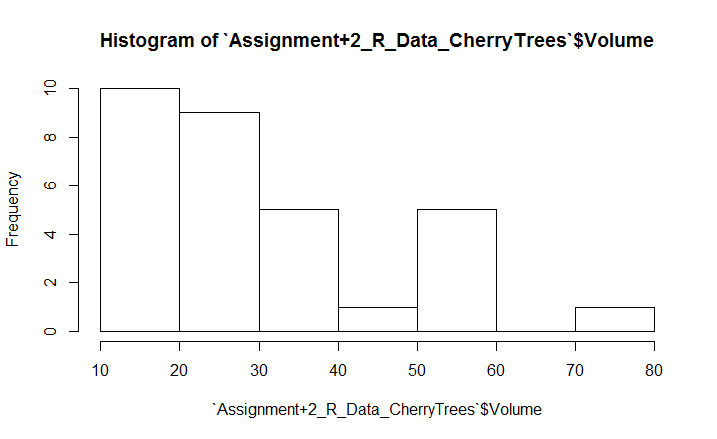 Histogram of `Assignment+2_R_Data_CherryTrees`$Volume
Frequency
10
8
6
4
2
0
10 20 30 40 50 60 70 80
`Assignment+2_R_Data_CherryTrees`$Volume